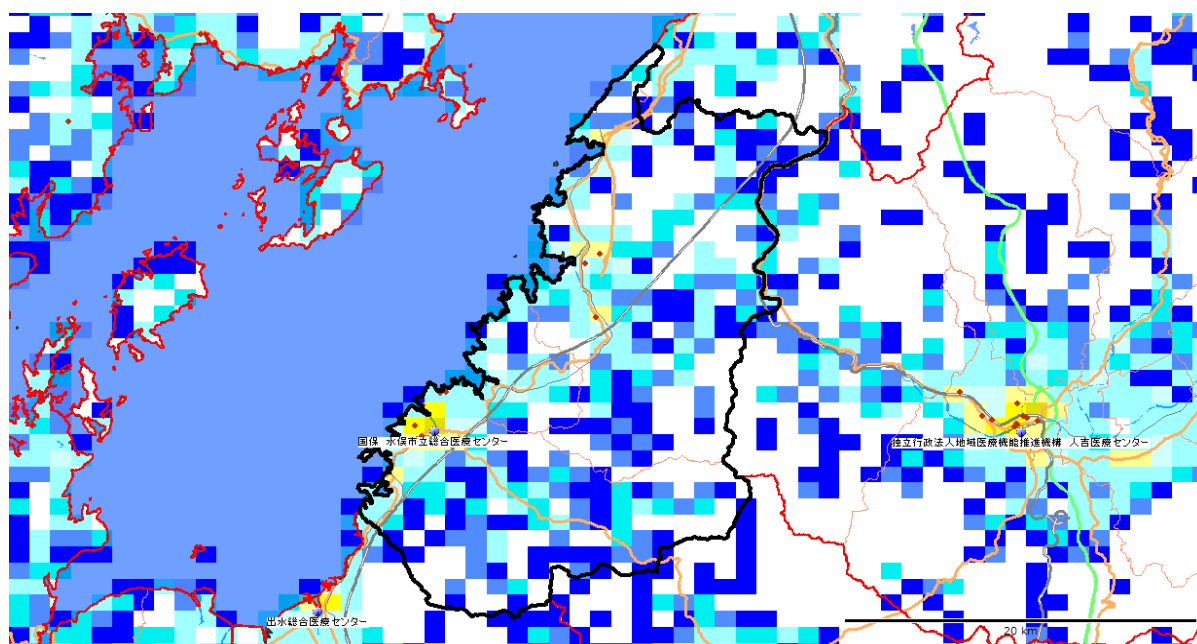 国保 水俣市立総合医療センター
独立行政法人地域医療機能推進機構 人吉医療センター
出水総合医療センター
20 km